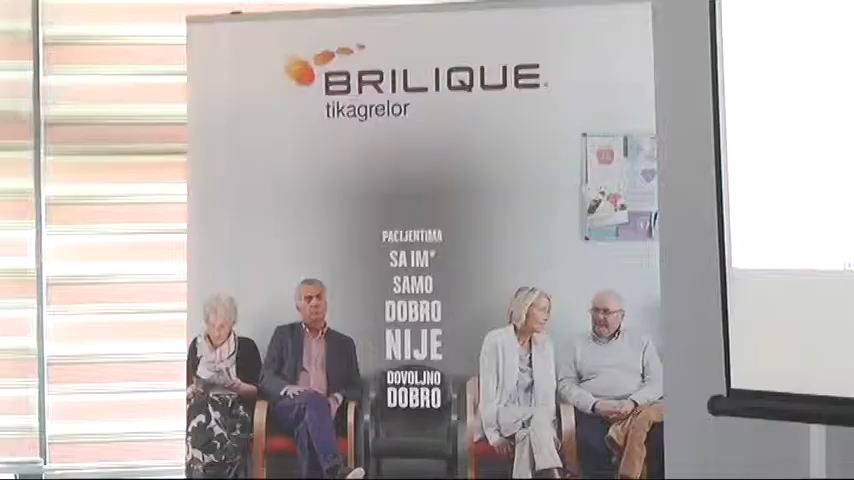 BRILIQUE
tikagrelor
PACIJENTIMA
SA IM*
SAMO
DOBRO
NIJE
DOVOLJNO
DOBRO